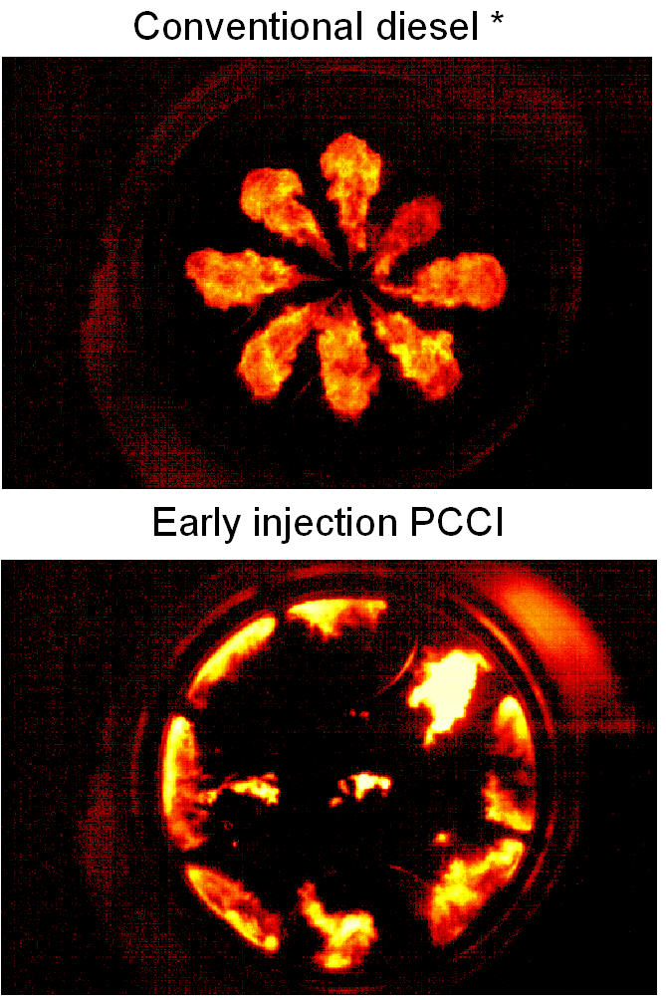 Conventional diesel *
Early injection PCCI